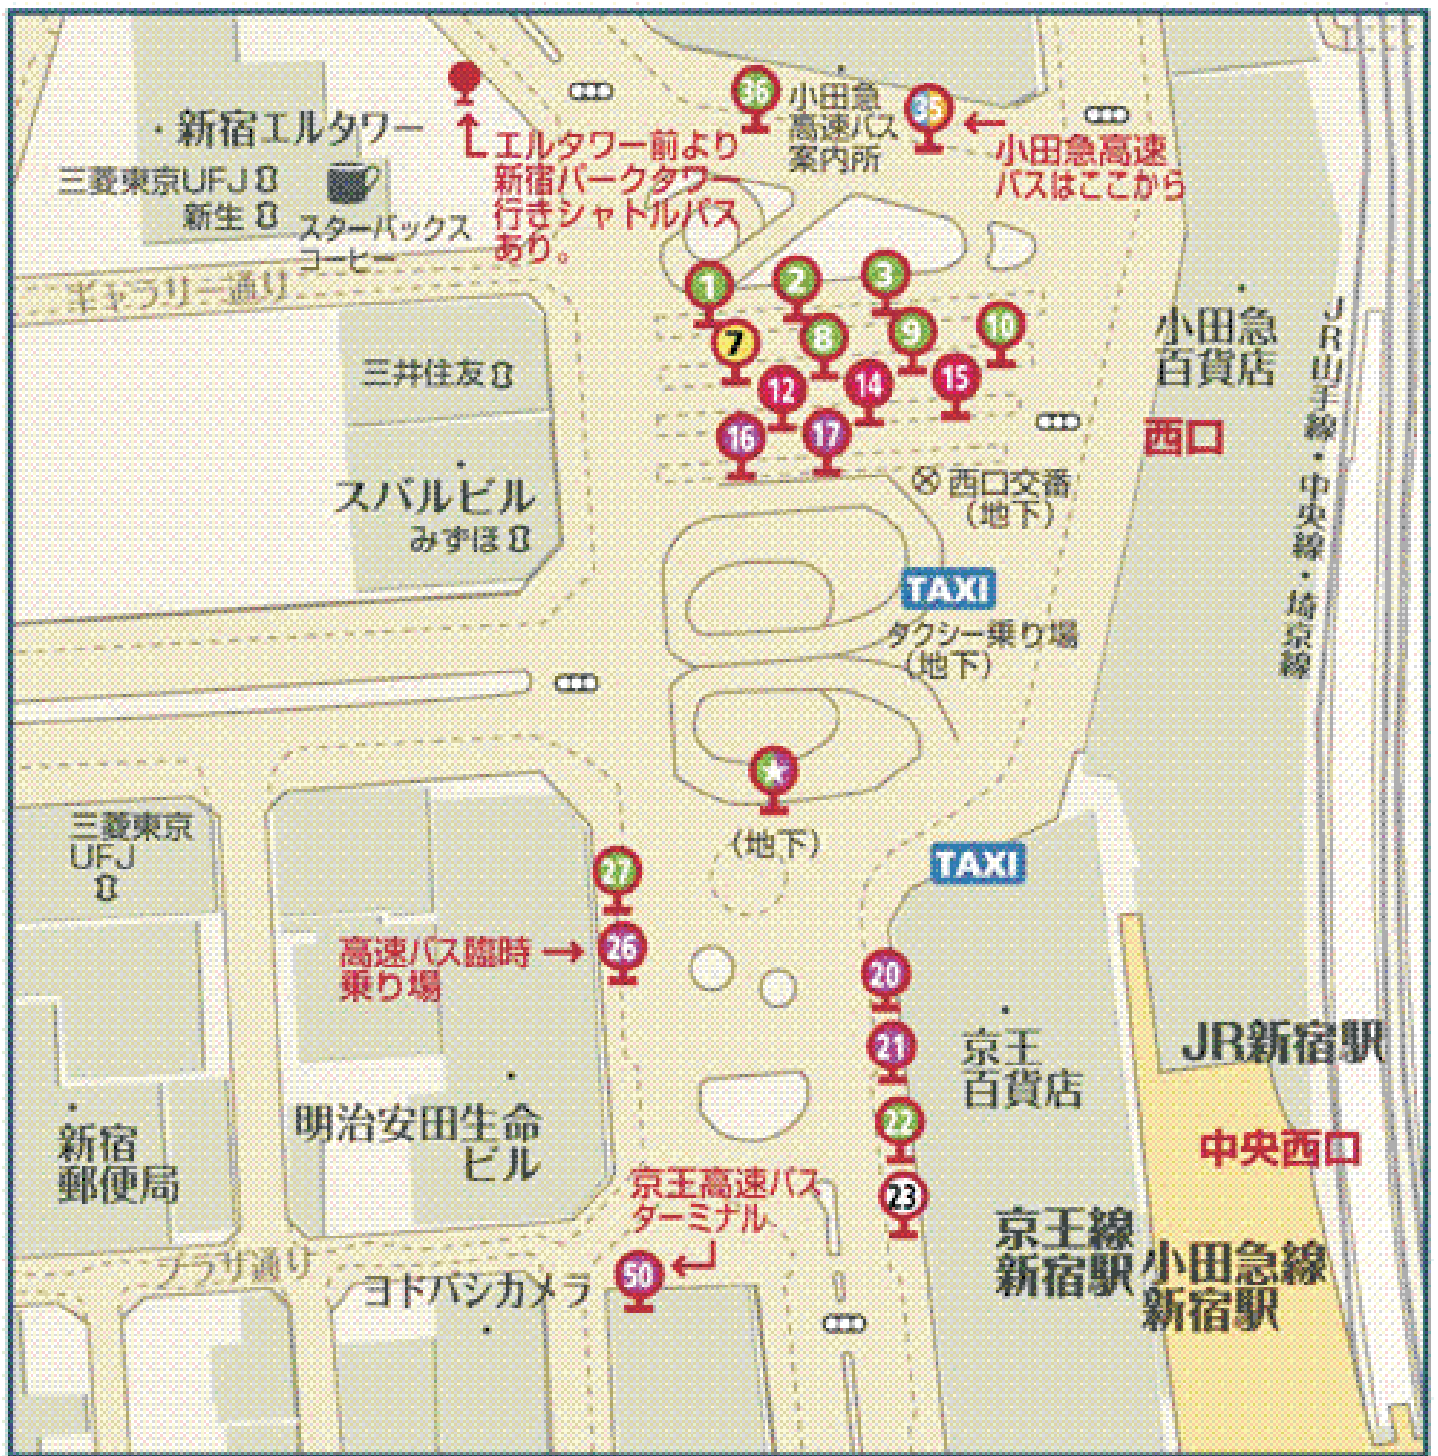 36
小田急
高速バス
案内所
35
小田急高速
バスはここから
・新宿エルタワー
三菱東京UFJ
新生
スターバックス
コーヒー
エルタワー前より
新宿パークタワー
行きシャトルバス
あり。
ギャラリー通り
1
2
3
7
8
9
10
12
14
15
16
17
小田急
百貨店
西口
JR山手線・中央線・埼京線
三井住友
スバルビル
みずほ
西口交番
(地下)
TAXI
タクシー乗り場
(地下)
(地下)
TAXI
三菱東京
UFJ
27
26
高速バス臨時
乗り場
20
21
22
23
京王
百貨店
JR新宿駅
中央西口
新宿
郵便局
明治安田生命
ビル
京王高速バス
ターミナル
50
プラザ通り
ヨドバシカメラ
京王線
新宿駅
小田急線
新宿駅